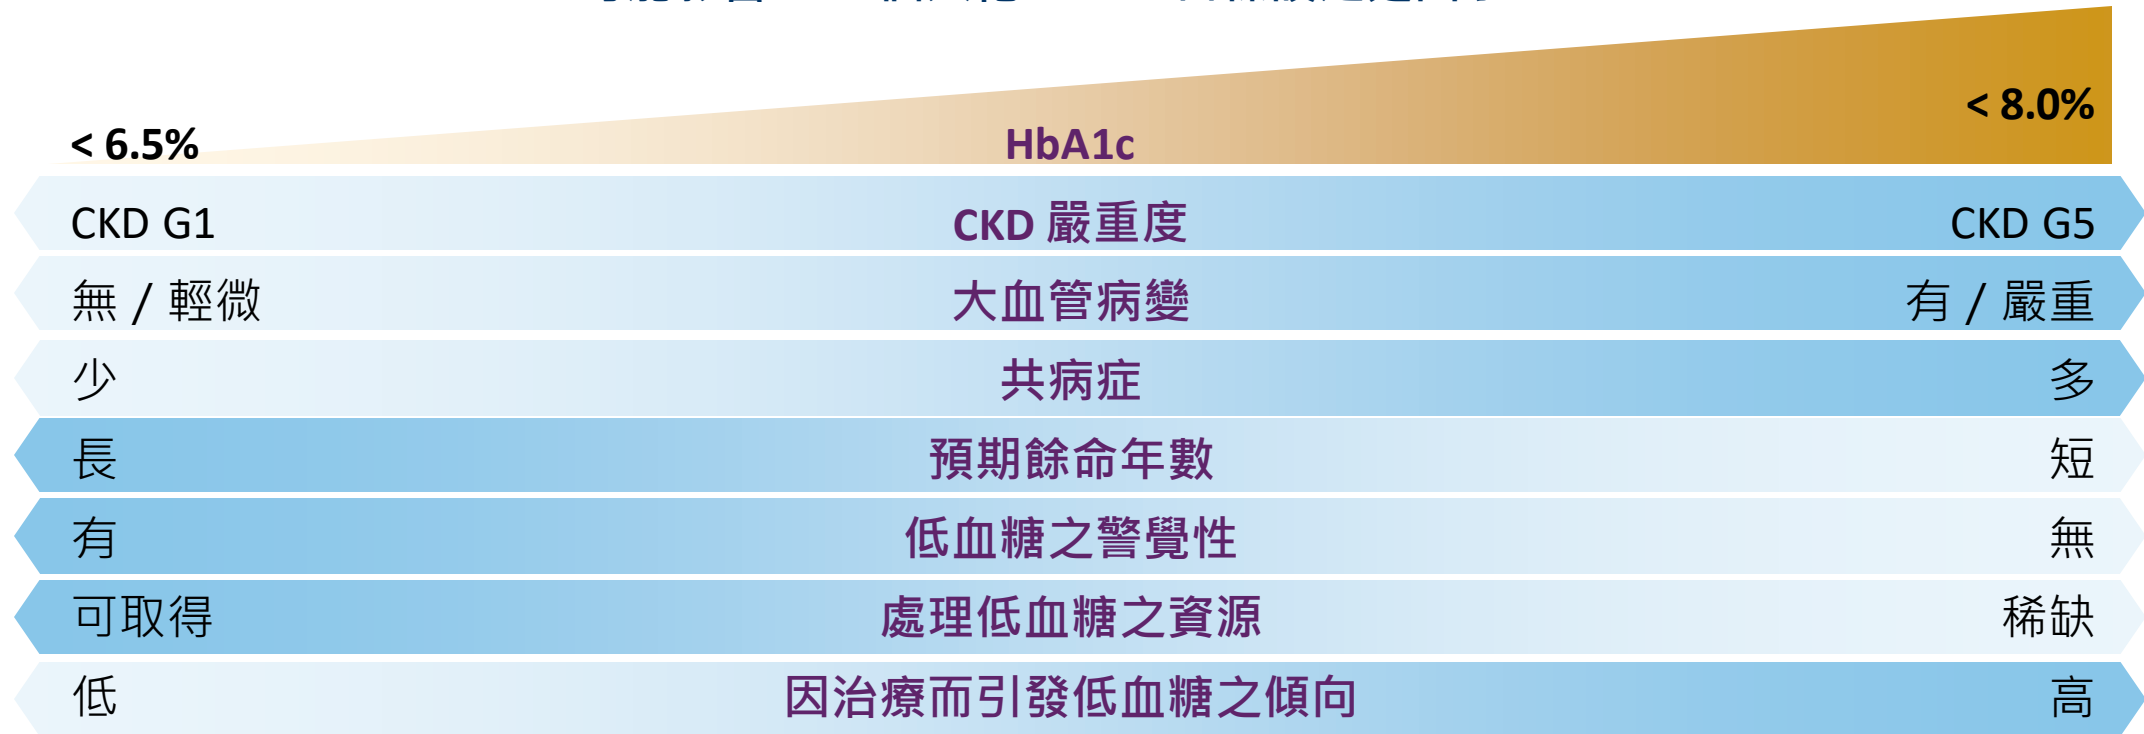 < 6.5% HbA1c < 8.0%
CKD G1 CKD 嚴重度 CKD G5
無 / 輕微 大血管病變 有 / 嚴重
少 共病症 多
長 預期餘命年數 短
有 低血糖之警覺性 無
可取得 處理低血糖之資源 稀缺
低 因治療而引發低血糖之傾向 高